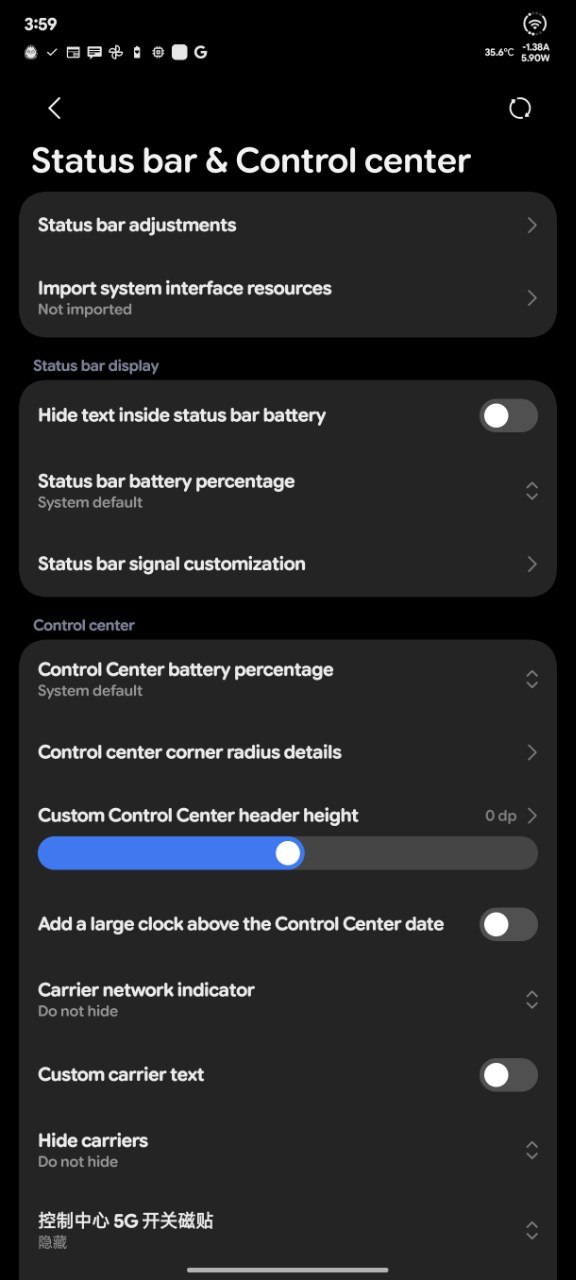 3:59
35.6°C
-1.38A
5.90W
Status bar & Control center
Status bar adjustments
Import system interface resources
Not imported
Status bar display
Hide text inside status bar battery
Status bar battery percentage
System default
Status bar signal customization
Control center
Control Center battery percentage
System default
Control center corner radius details
Custom Control Center header height
0 dp
Add a large clock above the Control Center date
Carrier network indicator
Do not hide
Custom carrier text
Hide carriers
Do not hide
控制中心 5G 开关磁贴
隐藏